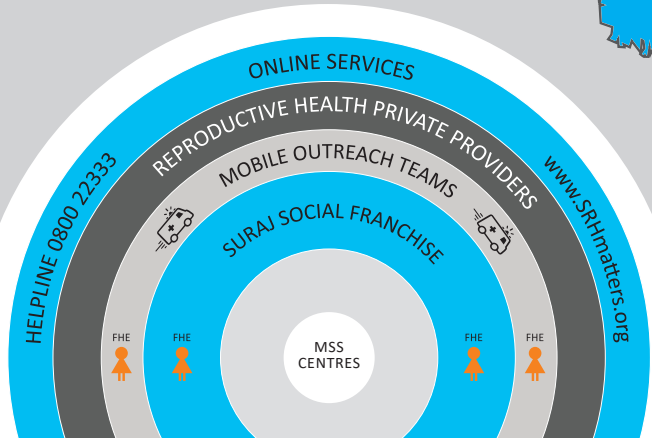 ONLINE SERVICES
HELPLINE 0800 22333
www.SRHmatters.org
REPRODUCTIVE HEALTH PRIVATE PROVIDERS
MOBILE OUTREACH TEAMS
SURAJ SOCIAL FRANCHISE
FHE
FHE
FHE
FHE
MSS
CENTRES